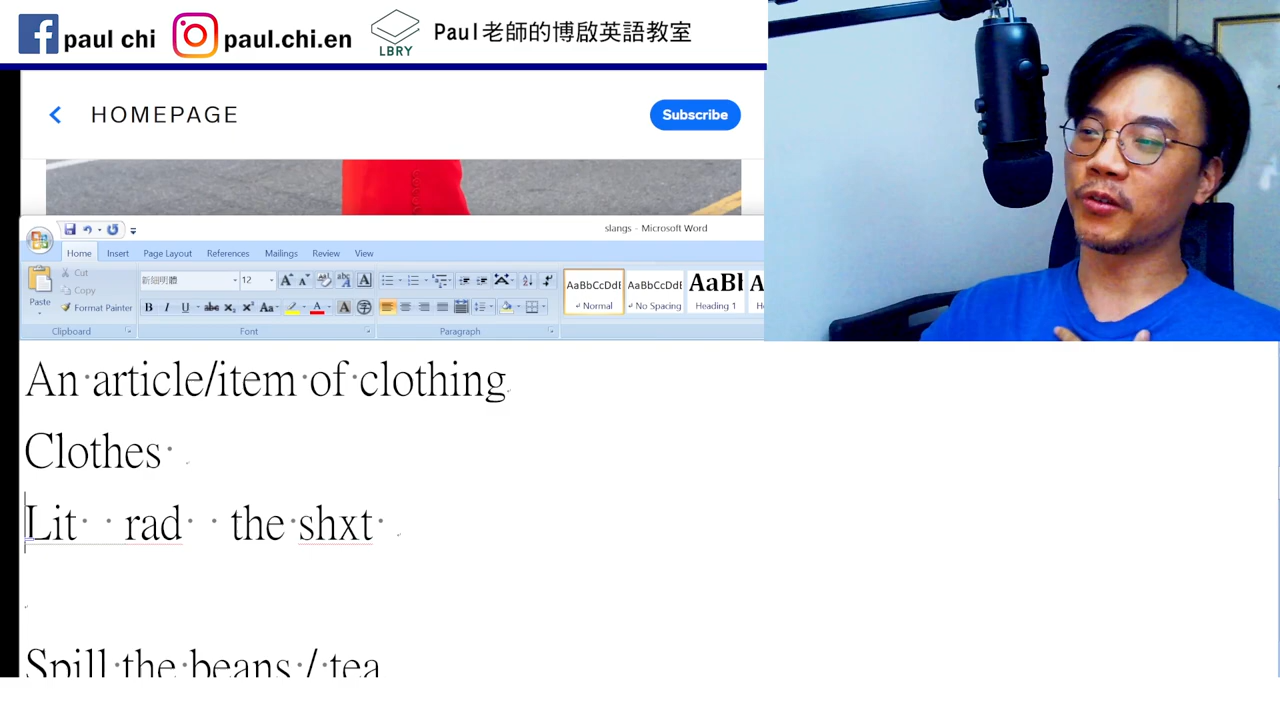 paul chi
paul.chi.en
LBRY
Paul老師的博啟英語教室
HOMEPAGE
Subscribe
slangs - Microsoft Word
Home Insert Page Layout References Mailings Review View
Paste
Cut
Copy
Format Painter
Clipboard
新細明體 12
Font
Paragraph
AaBbCcDdE AaBbCcDdE AaBb
Normal No Spacing Heading 1
An article/item of clothing
Clothes
Lit rad the shxt
Spill the beans / tea